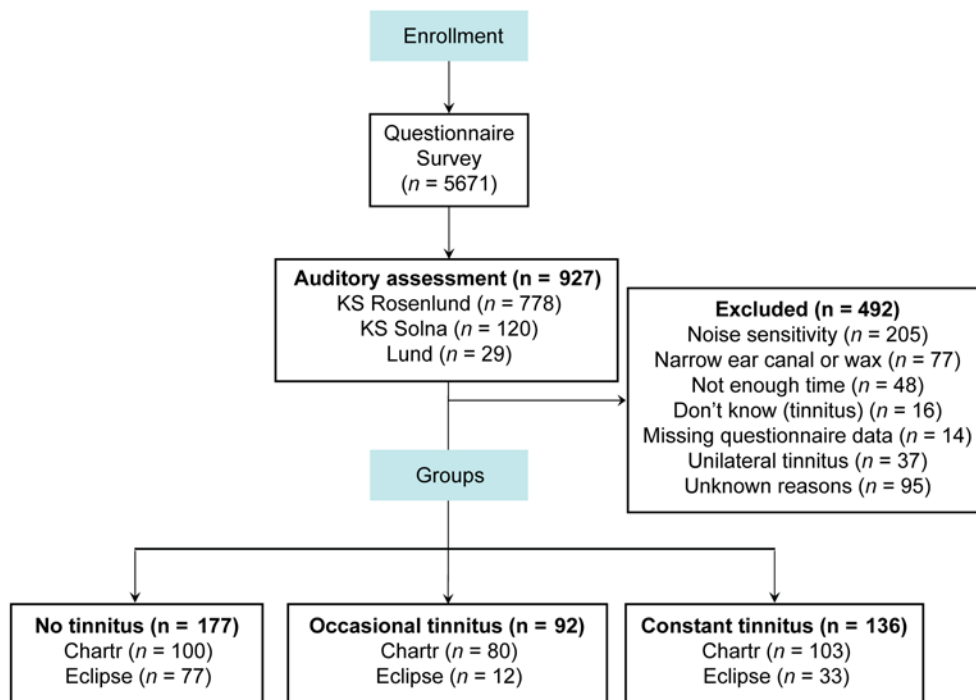 Enrollment
Questionnaire
Survey
(n = 5671)
Auditory assessment (n = 927)
KS Rosenlund (n = 778)
KS Solna (n = 120)
Lund (n = 29)
Excluded (n = 492)
Noise sensitivity (n = 205)
Narrow ear canal or wax (n = 77)
Not enough time (n = 48)
Don't know (tinnitus) (n = 16)
Missing questionnaire data (n = 14)
Unilateral tinnitus (n = 37)
Unknown reasons (n = 95)
Groups
No tinnitus (n = 177)
Chartr (n = 100)
Eclipse (n = 77)
Occasional tinnitus (n = 92)
Chartr (n = 80)
Eclipse (n = 12)
Constant tinnitus (n = 136)
Chartr (n = 103)
Eclipse (n = 33)